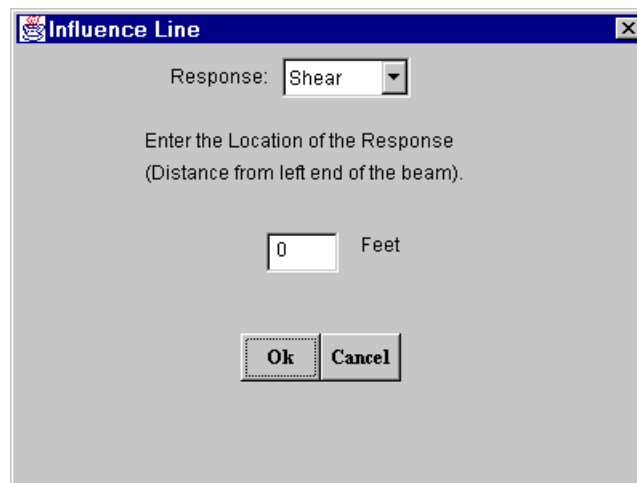 Influence Line
Response: Shear
Enter the Location of the Response
(Distance from left end of the beam).
0 Feet
Ok Cancel